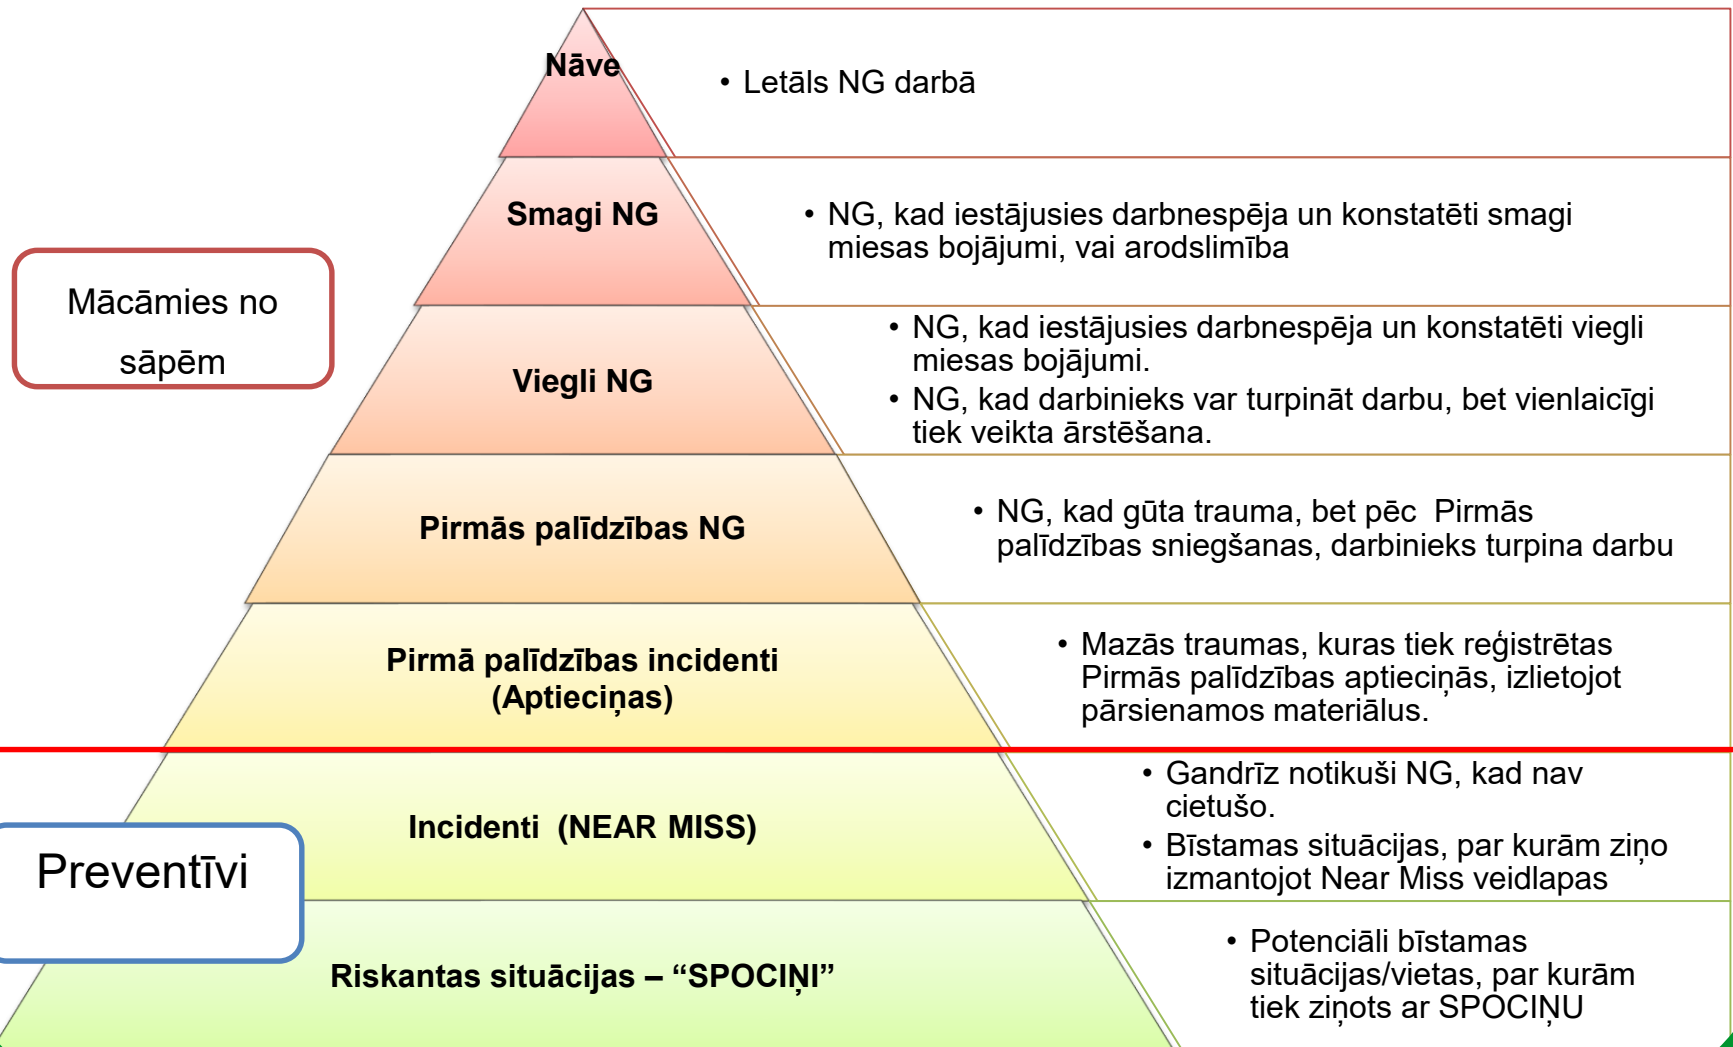 Nāve
• Letāls NG darbā
Smagi NG
• NG, kad iestājusies darbnespēja un konstatēti smagi
miesas bojājumi, vai arodslimība
Mācāmies no
sāpēm
Viegli NG
• NG, kad iestājusies darbnespēja un konstatēti viegli
miesas bojājumi.
• NG, kad darbinieks var turpināt darbu, bet vienlaicīgi
tiek veikta ārstēšana.
Pirmās palīdzības NG
• NG, kad gūta trauma, bet pēc Pirmās
palīdzības sniegšanas, darbinieks turpina darbu
Pirmā palīdzības incidenti
(Aptieciņas)
• Mazās traumas, kuras tiek reģistrētas
Pirmās palīdzības aptieciņās, izlietojot
pārsienamos materiālus.
Incidenti (NEAR MISS)
• Gandrīz notikuši NG, kad nav
cietušo.
• Bīstamas situācijas, par kurām ziņo
izmantojot Near Miss veidlapas
Preventīvi
Riskantas situācijas – “SPOCIŅI”
• Potenciāli bīstamas
situācijas/vietas, par kurām
tiek ziņots ar SPOCIŅU